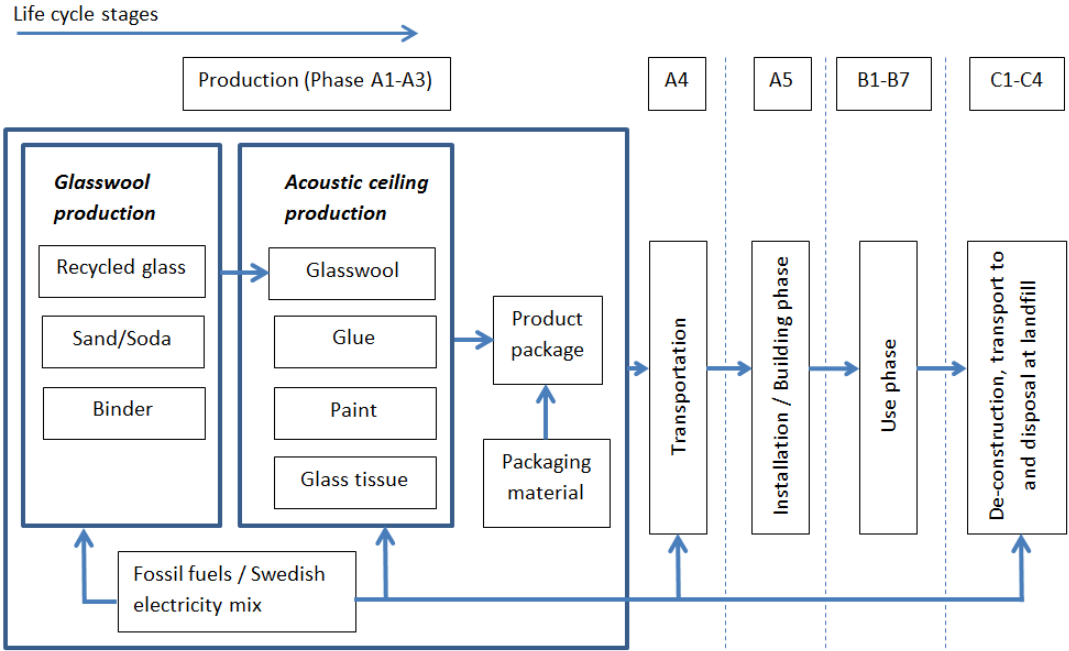 Life cycle stages
Production (Phase A1-A3)
A4
A5
B1-B7
C1-C4
Glasswool
production
Recycled glass
Sand/Soda
Binder
Acoustic ceiling
production
Glasswool
Glue
Paint
Glass tissue
Product
package
Packaging
material
Fossil fuels / Swedish
electricity mix
Transportation
Installation / Building phase
Use phase
De-construction, transport to
and disposal at landfill